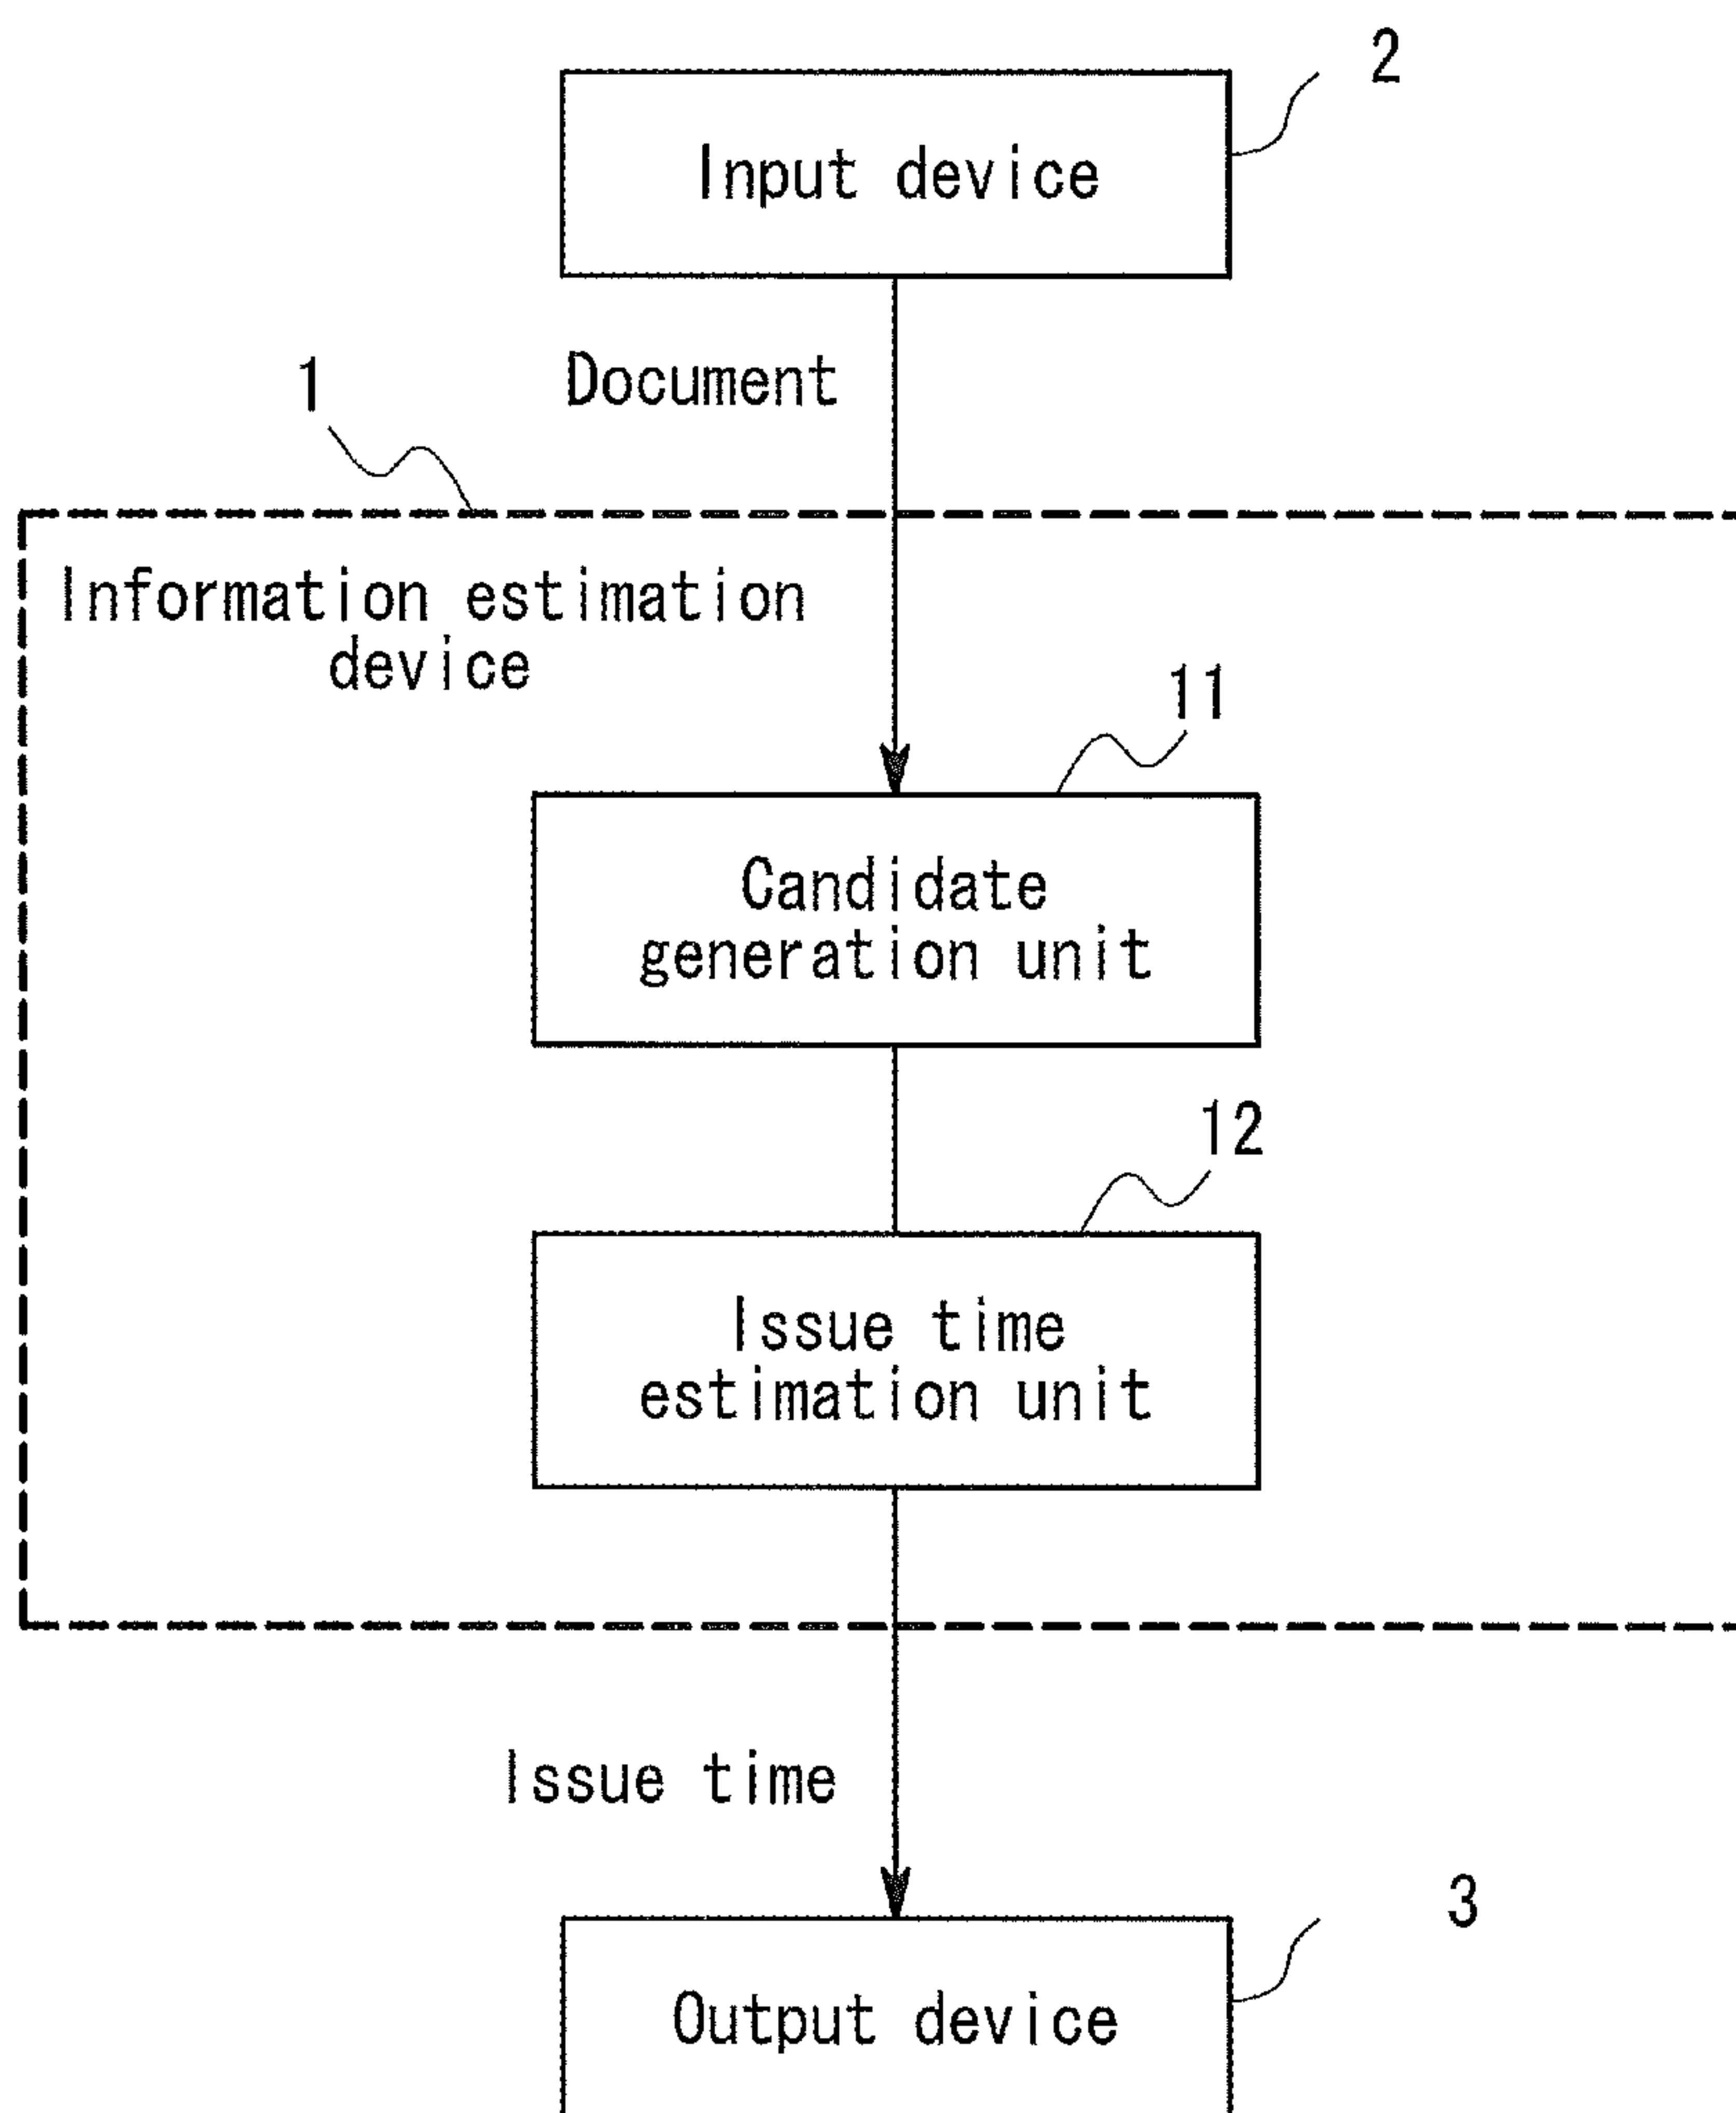 2
Input device
Document
1
Information estimation
device
11
Candidate
generation unit
12
Issue time
estimation unit
Issue time
3
Output device